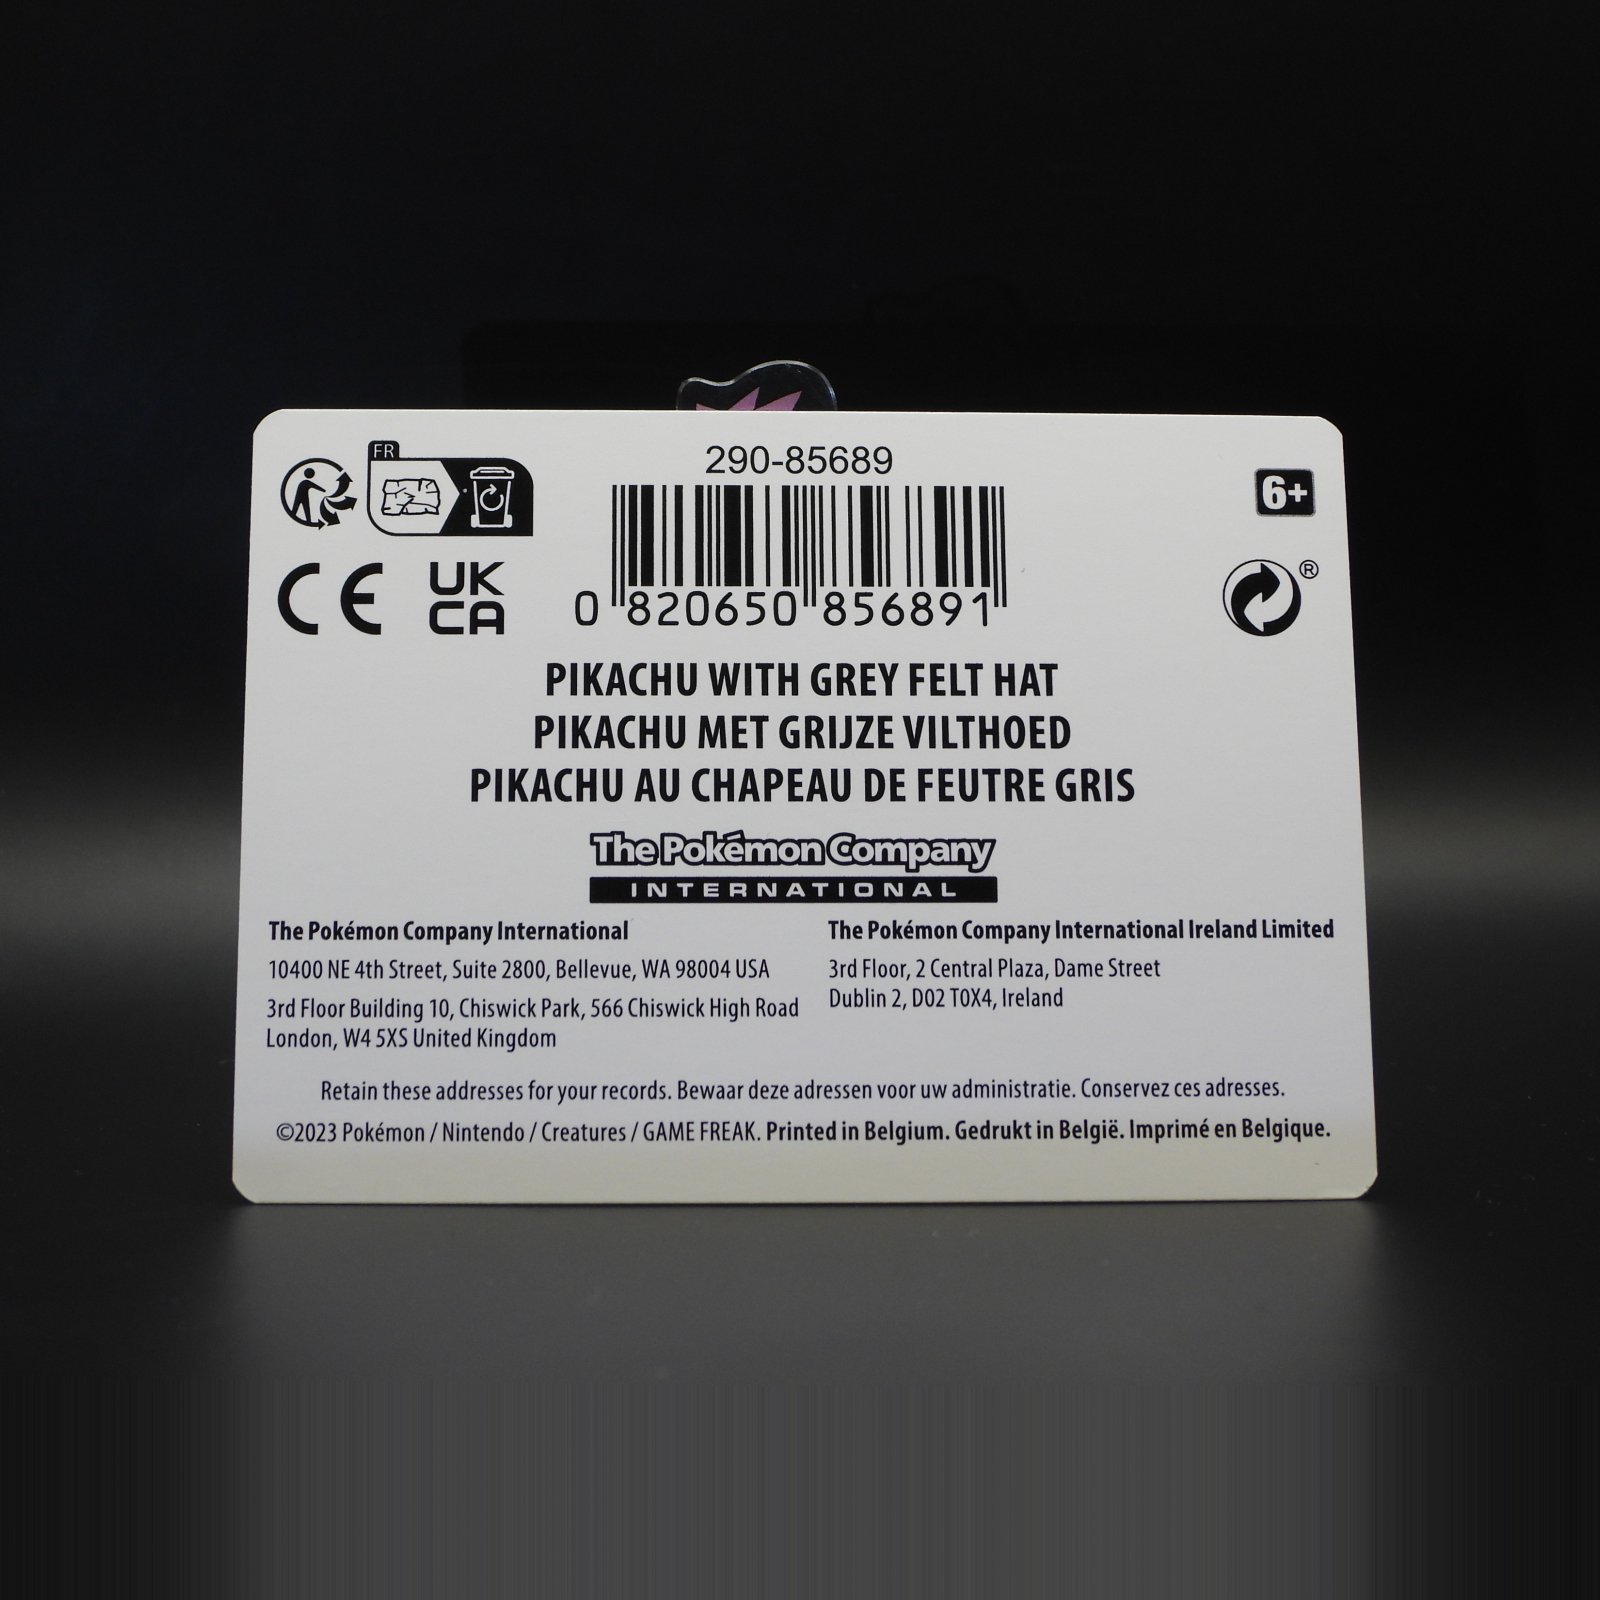 FR
290-85689
6+
CE
UK
CA
®
0 820650 856891
PIKACHU WITH GREY FELT HAT
PIKACHU MET GRIJZE VILTHOED
PIKACHU AU CHAPEAU DE FEUTRE GRIS
The Pokémon Company
INTERNATIONAL
The Pokémon Company International
10400 NE 4th Street, Suite 2800, Bellevue, WA 98004 USA
3rd Floor Building 10, Chiswick Park, 566 Chiswick High Road
London, W4 5XS United Kingdom
The Pokémon Company International Ireland Limited
3rd Floor, 2 Central Plaza, Dame Street
Dublin 2, D02 T0X4, Ireland
Retain these addresses for your records. Bewaar deze adressen voor uw administratie. Conservez ces adresses.
©2023 Pokémon / Nintendo / Creatures / GAME FREAK. Printed in Belgium. Gedrukt in België. Imprimé en Belgique.